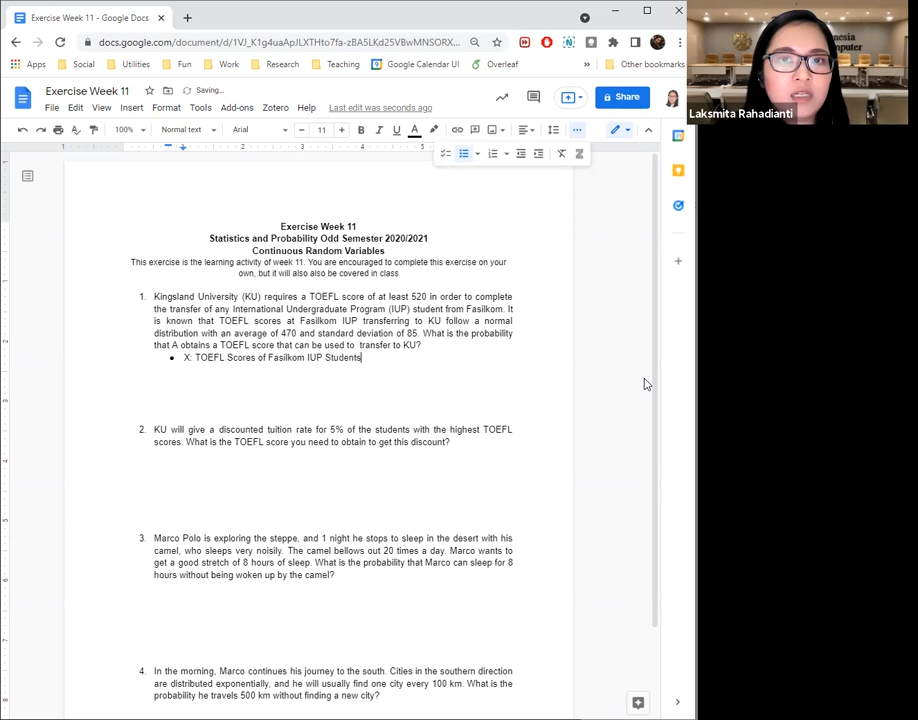 Exercise Week 11 - Google Docs
docs.google.com/document/d/1VJ_K1g4uaApJLXTHto7fa-zBA5LKd25VBwMNSORX...
Apps Social Utilities Fun Work Research Teaching Google Calendar UI Overleaf » Other bookmarks
Exercise Week 11 Saving...
File Edit View Insert Format Tools Add-ons Zotero Help Last edit was seconds ago
Share
100% Normal text Arial 11 B I U A
Laksmita Rahadianti
Exercise Week 11
Statistics and Probability Odd Semester 2020/2021
Continuous Random Variables
This exercise is the learning activity of week 11. You are encouraged to complete this exercise on your
own, but it will also also be covered in class
1. Kingsland University (KU) requires a TOEFL score of at least 520 in order to complete
the transfer of any International Undergraduate Program (IUP) student from Fasilkom. It
is known that TOEFL scores at Fasilkom IUP transferring to KU follow a normal
distribution with an average of 470 and standard deviation of 85. What is the probability
that A obtains a TOEFL score that can be used to transfer to KU?
● X: TOEFL Scores of Fasilkom IUP Students
2. KU will give a discounted tuition rate for 5% of the students with the highest TOEFL
scores. What is the TOEFL score you need to obtain to get this discount?
3. Marco Polo is exploring the steppe, and 1 night he stops to sleep in the desert with his
camel, who sleeps very noisily. The camel bellows out 20 times a day. Marco wants to
get a good stretch of 8 hours of sleep. What is the probability that Marco can sleep for 8
hours without being woken up by the camel?
4. In the morning, Marco continues his journey to the south. Cities in the southern direction
are distributed exponentially, and he will usually find one city every 100 km. What is the
probability he travels 500 km without finding a new city?